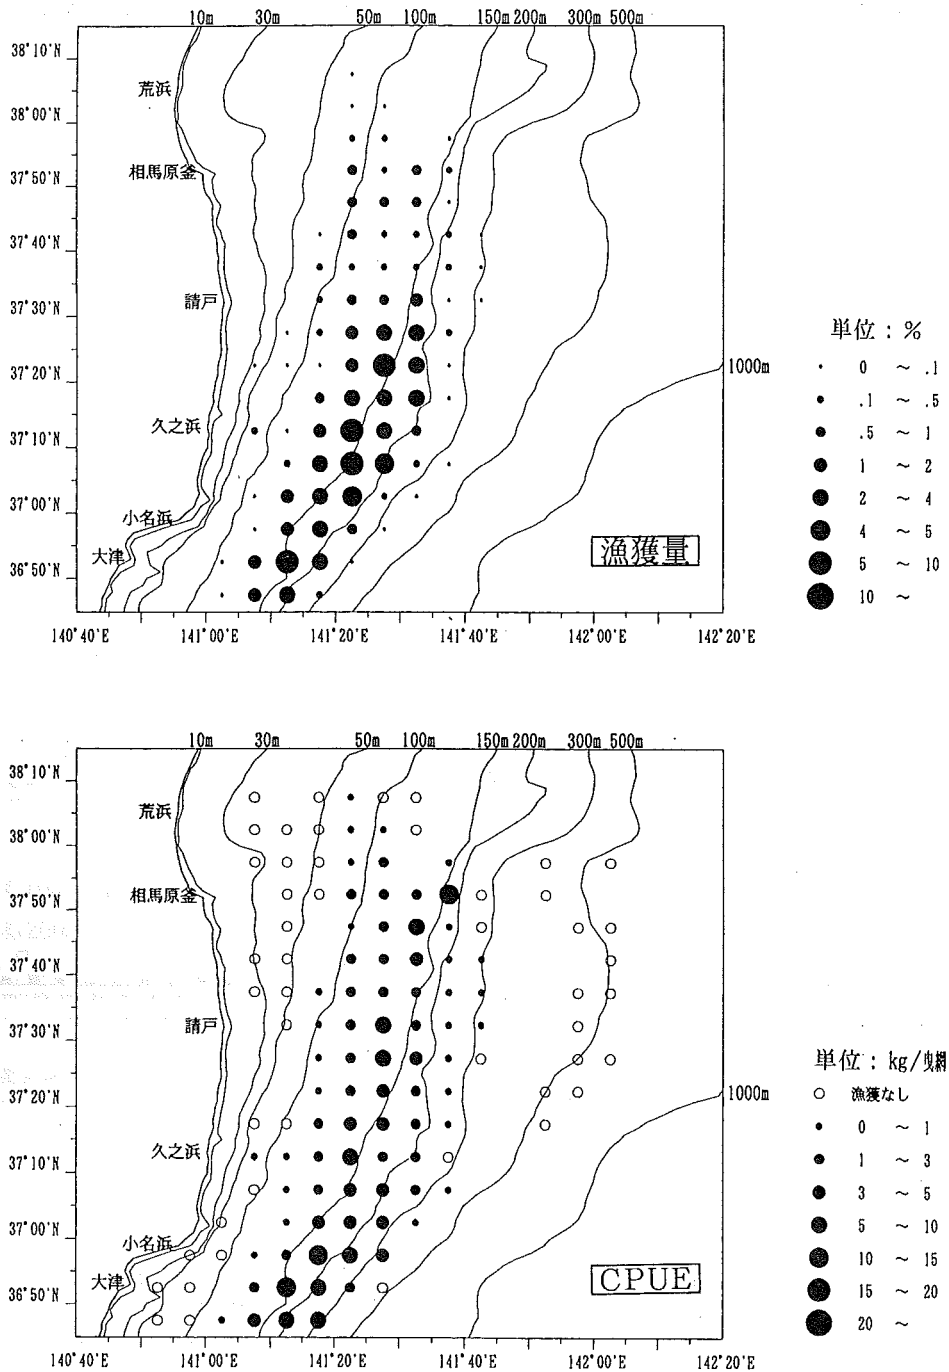 10m 30m 50m 100m 150m 200m 300m 500m
38°10'N
荒浜
38°00'N
相馬原釜
37°50'N
37°40'N
請戸
37°30'N
単位 : %
37°20'N
1000m
0 ～ .1
.1 ～ .5
久之浜
37°10'N
.5 ～ 1
1 ～ 2
37°00'N
2 ～ 4
小名浜
4 ～ 5
大津
漁獲量
36°50'N
5 ～ 10
10 ～
140°40'E 141°00'E 141°20'E 141°40'E 142°00'E 142°20'E
10m 30m 50m 100m 150m 200m 300m 500m
38°10'N
荒浜
38°00'N
相馬原釜
37°50'N
37°40'N
請戸
37°30'N
単位 : kg/
37°20'N
1000m
漁獲なし
0 ～ 1
久之浜
37°10'N
1 ～ 3
3 ～ 5
37°00'N
5 ～ 10
小名浜
10 ～ 15
大津
CPUE
36°50'N
15 ～ 20
20 ～
140°40'E 141°00'E 141°20'E 141°40'E 142°00'E 142°20'E